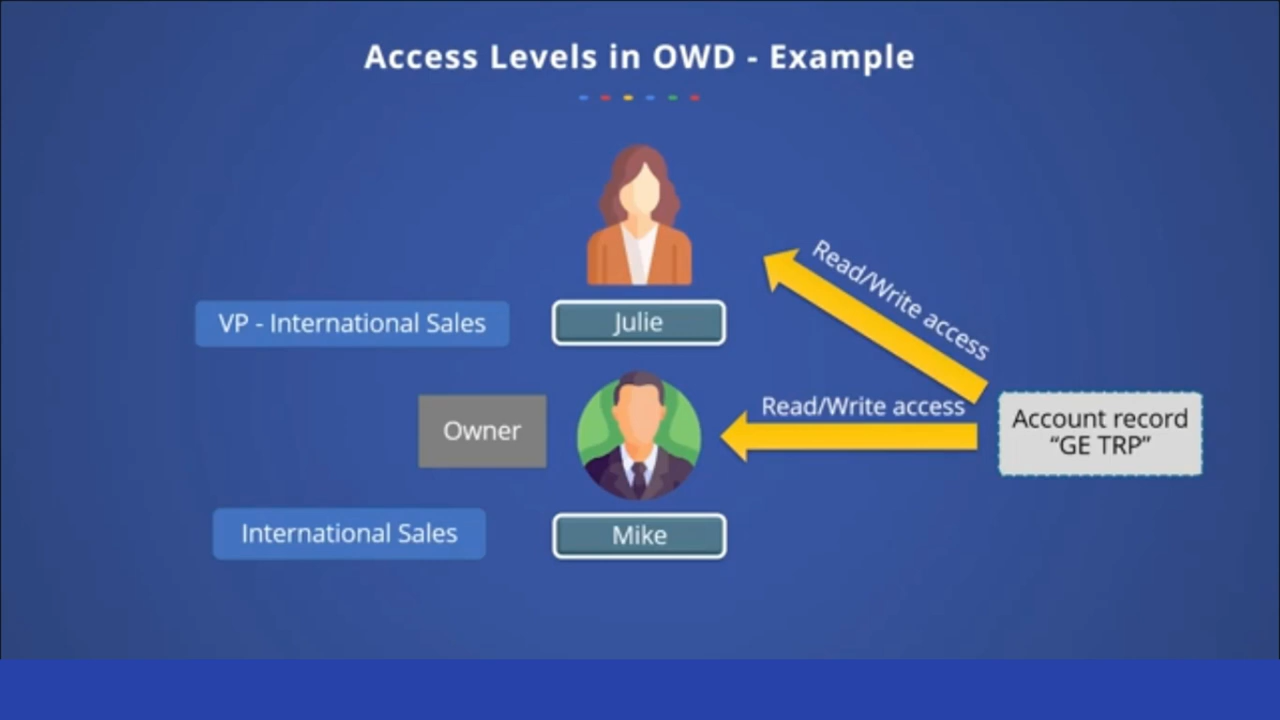 Access Levels in OWD - Example
Read/Write access
VP - International Sales
Julie
Read/Write access
Owner
Account record
“GE TRP”
International Sales
Mike